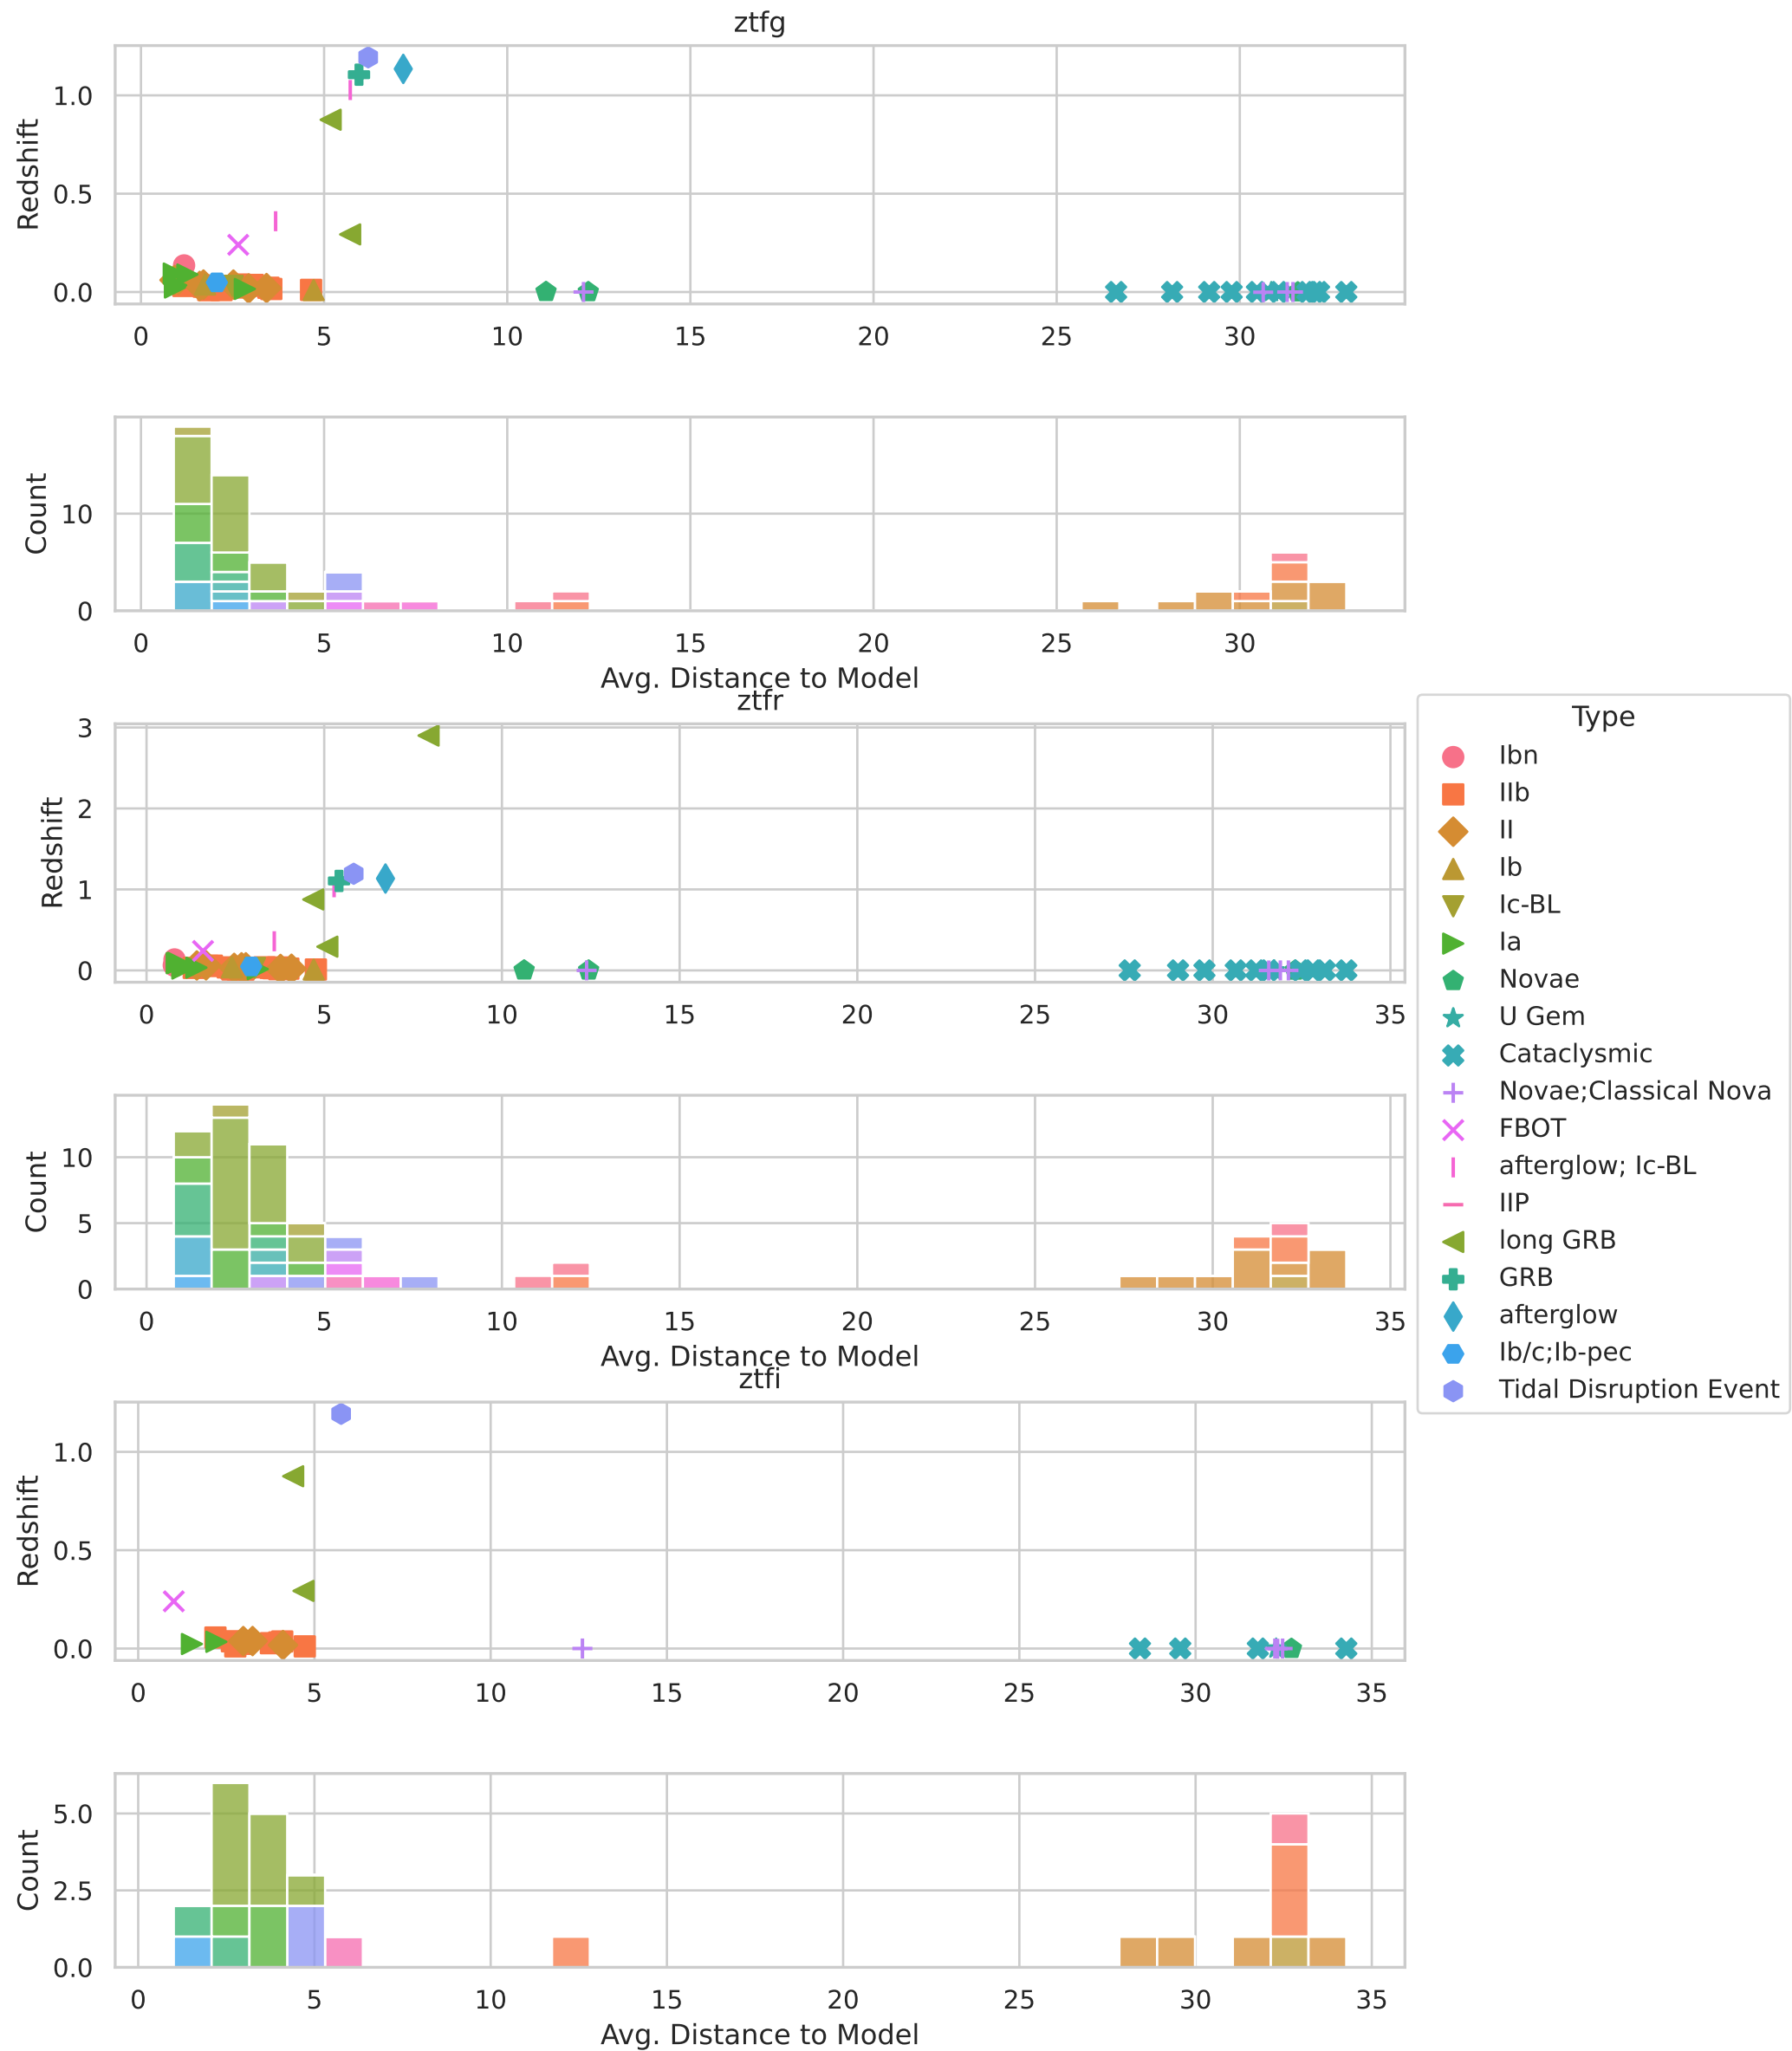 ztfg
Redshift
1.0
0.5
0.0
0 5 10 15 20 25 30
Count
10
0
0 5 10 15 20 25 30
Avg. Distance to Model
ztfr
Redshift
3
2
1
0
0 5 10 15 20 25 30 35
Count
10
5
0
0 5 10 15 20 25 30 35
Avg. Distance to Model
ztfi
Redshift
1.0
0.5
0.0
0 5 10 15 20 25 30 35
Count
5.0
2.5
0.0
0 5 10 15 20 25 30 35
Avg. Distance to Model
Type
Ibn
IIb
II
Ib
Ic-BL
Ia
Novae
U Gem
Cataclysmic
Novae;Classical Nova
FBOT
afterglow; Ic-BL
IIP
long GRB
GRB
afterglow
Ib/c;Ib-pec
Tidal Disruption Event